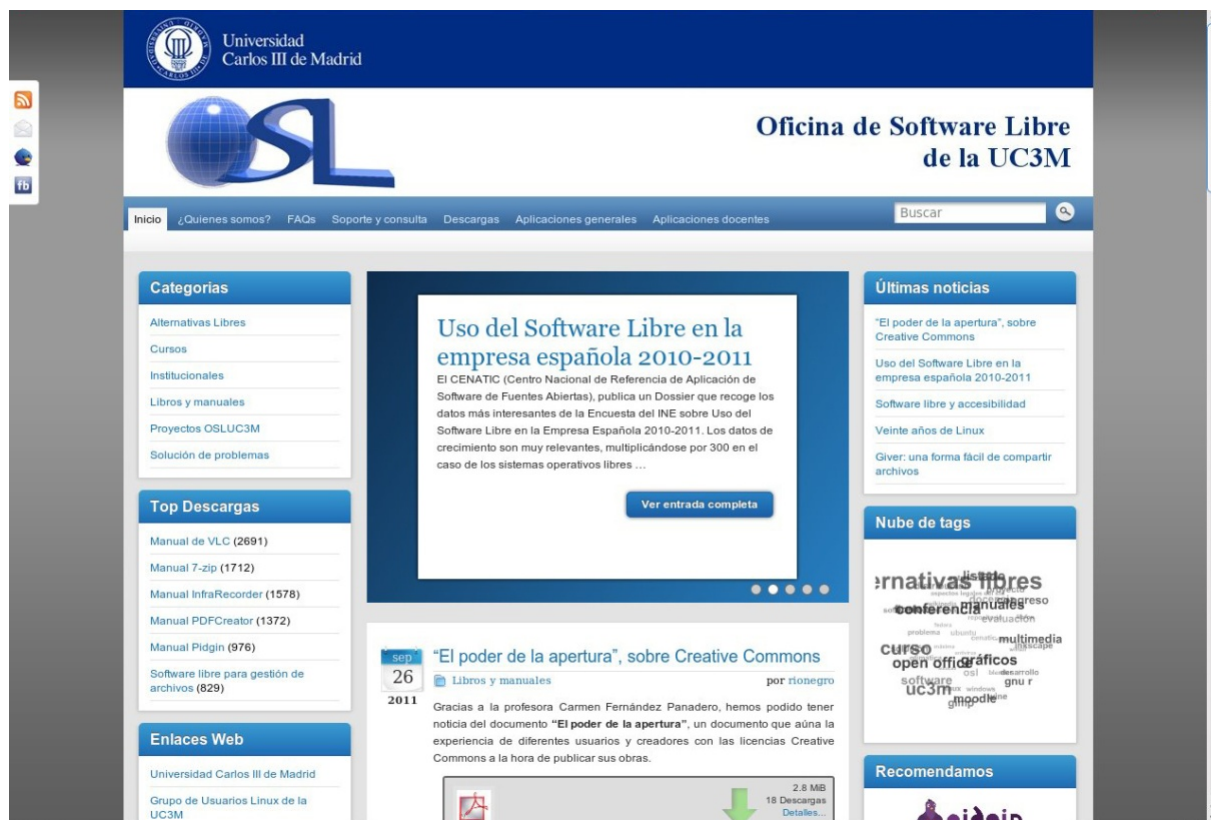 Universidad
Carlos III de Madrid
OSL
Oficina de Software Libre
de la UC3M
Inicio
¿Quienes somos?
FAQs
Soporte y consulta
Descargas
Aplicaciones generales
Aplicaciones docentes
Buscar
fb
Categorias
Alternativas Libres
Cursos
Institucionales
Libros y manuales
Proyectos OSLUC3M
Solución de problemas
Top Descargas
Manual de VLC (2691)
Manual 7-zip (1712)
Manual InfraRecorder (1578)
Manual PDFCreator (1372)
Manual Pidgin (976)
Software libre para gestión de
archivos (829)
Enlaces Web
Universidad Carlos III de Madrid
Grupo de Usuarios Linux de la
UC3M
Uso del Software Libre en la
empresa española 2010-2011
El CENATIC (Centro Nacional de Referencia de Aplicación de
Software de Fuentes Abiertas), publica un Dossier que recoge los
datos más interesantes de la Encuesta del INE sobre Uso del
Software Libre en la Empresa Española 2010-2011. Los datos de
crecimiento son muy relevantes, multiplicándose por 300 en el
caso de los sistemas operativos libres …
Ver entrada completa
sep
26
2011
“El poder de la apertura”, sobre Creative Commons
Libros y manuales
por rionegro
Gracias a la profesora Carmen Fernández Panadero, hemos podido tener
noticia del documento “El poder de la apertura”, un documento que aúna la
experiencia de diferentes usuarios y creadores con las licencias Creative
Commons a la hora de publicar sus obras.
2.8 MiB
18 Descargas
Detalles...
Últimas noticias
“El poder de la apertura”, sobre
Creative Commons
Uso del Software Libre en la
empresa española 2010-2011
Software libre y accesibilidad
Veinte años de Linux
Giver: una forma fácil de compartir
archivos
Nube de tags
ernativas libres
listado
conferencia
manuales
evaluación
problema
ubuntu
multimedia
inkscape
curso
open office
gráficos
osl
desarrollo
software
gnu r
uc3m
windows
moodle
gimp
Recomendamos